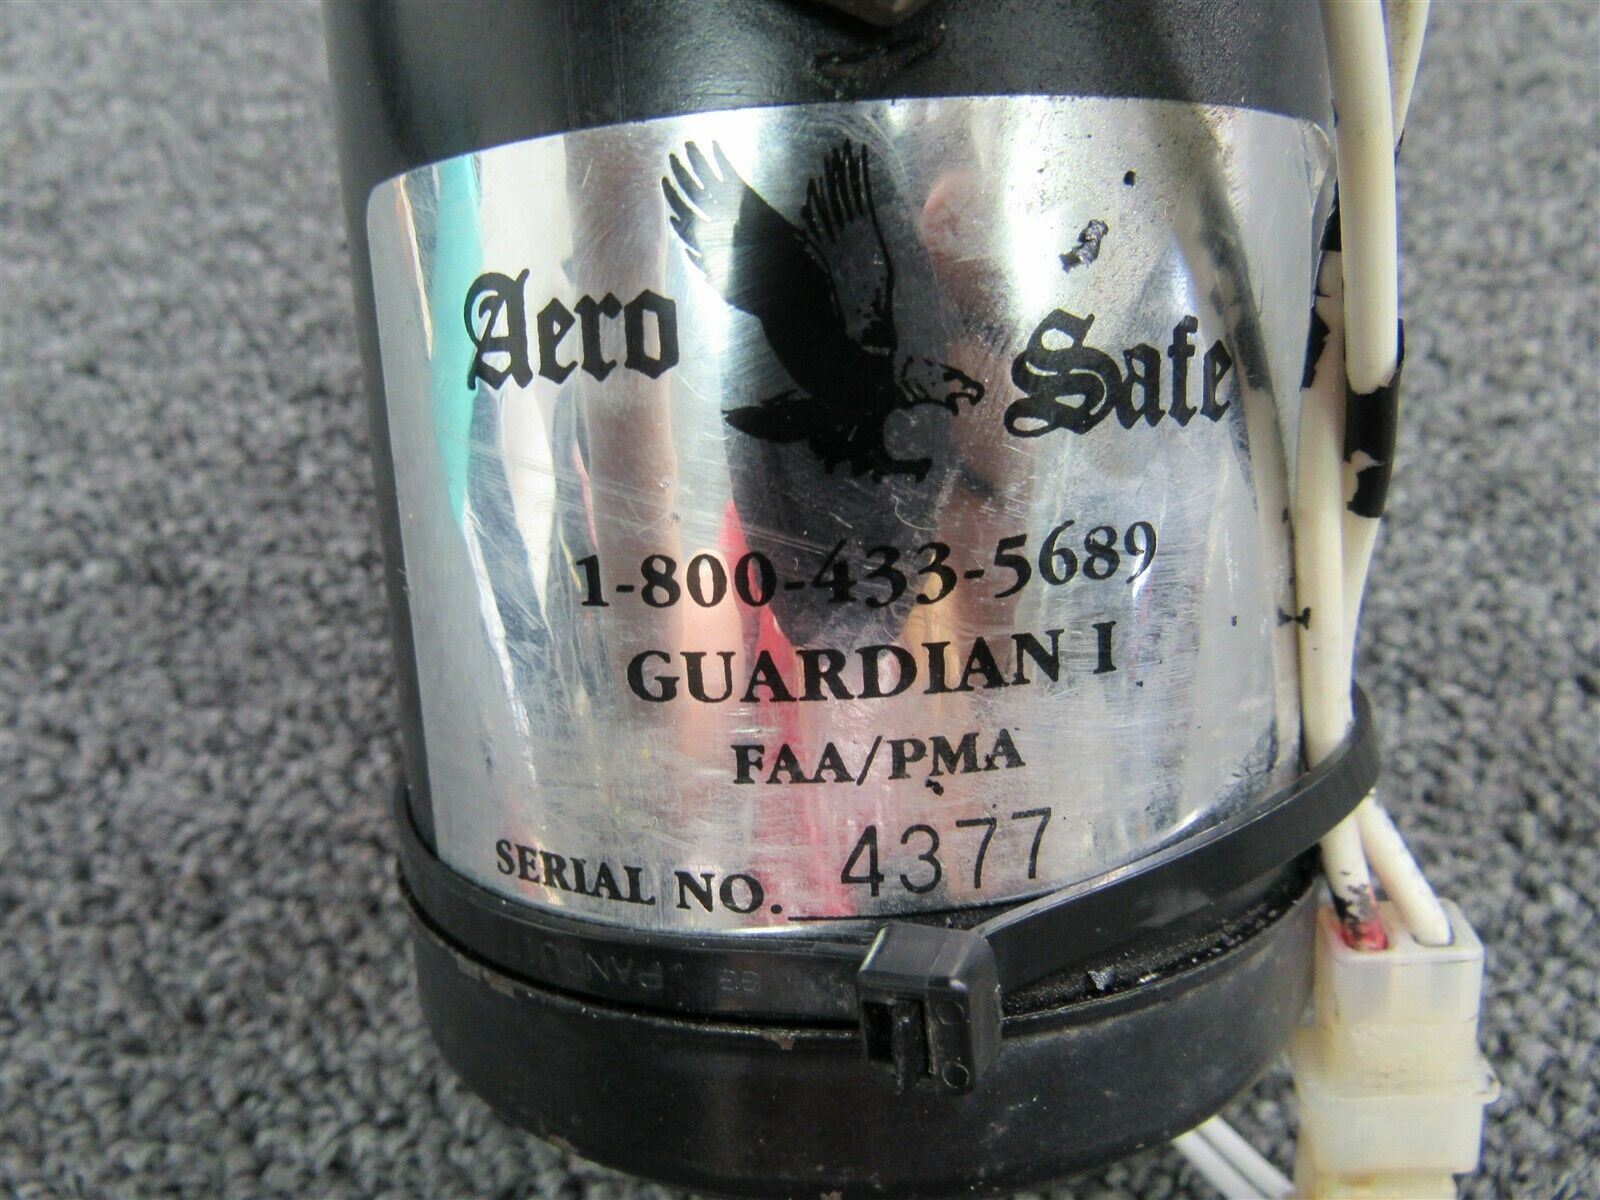 Aero Safe
1-800-433-5689
GUARDIAN I
FAA/PMA
SERIAL NO. 4377